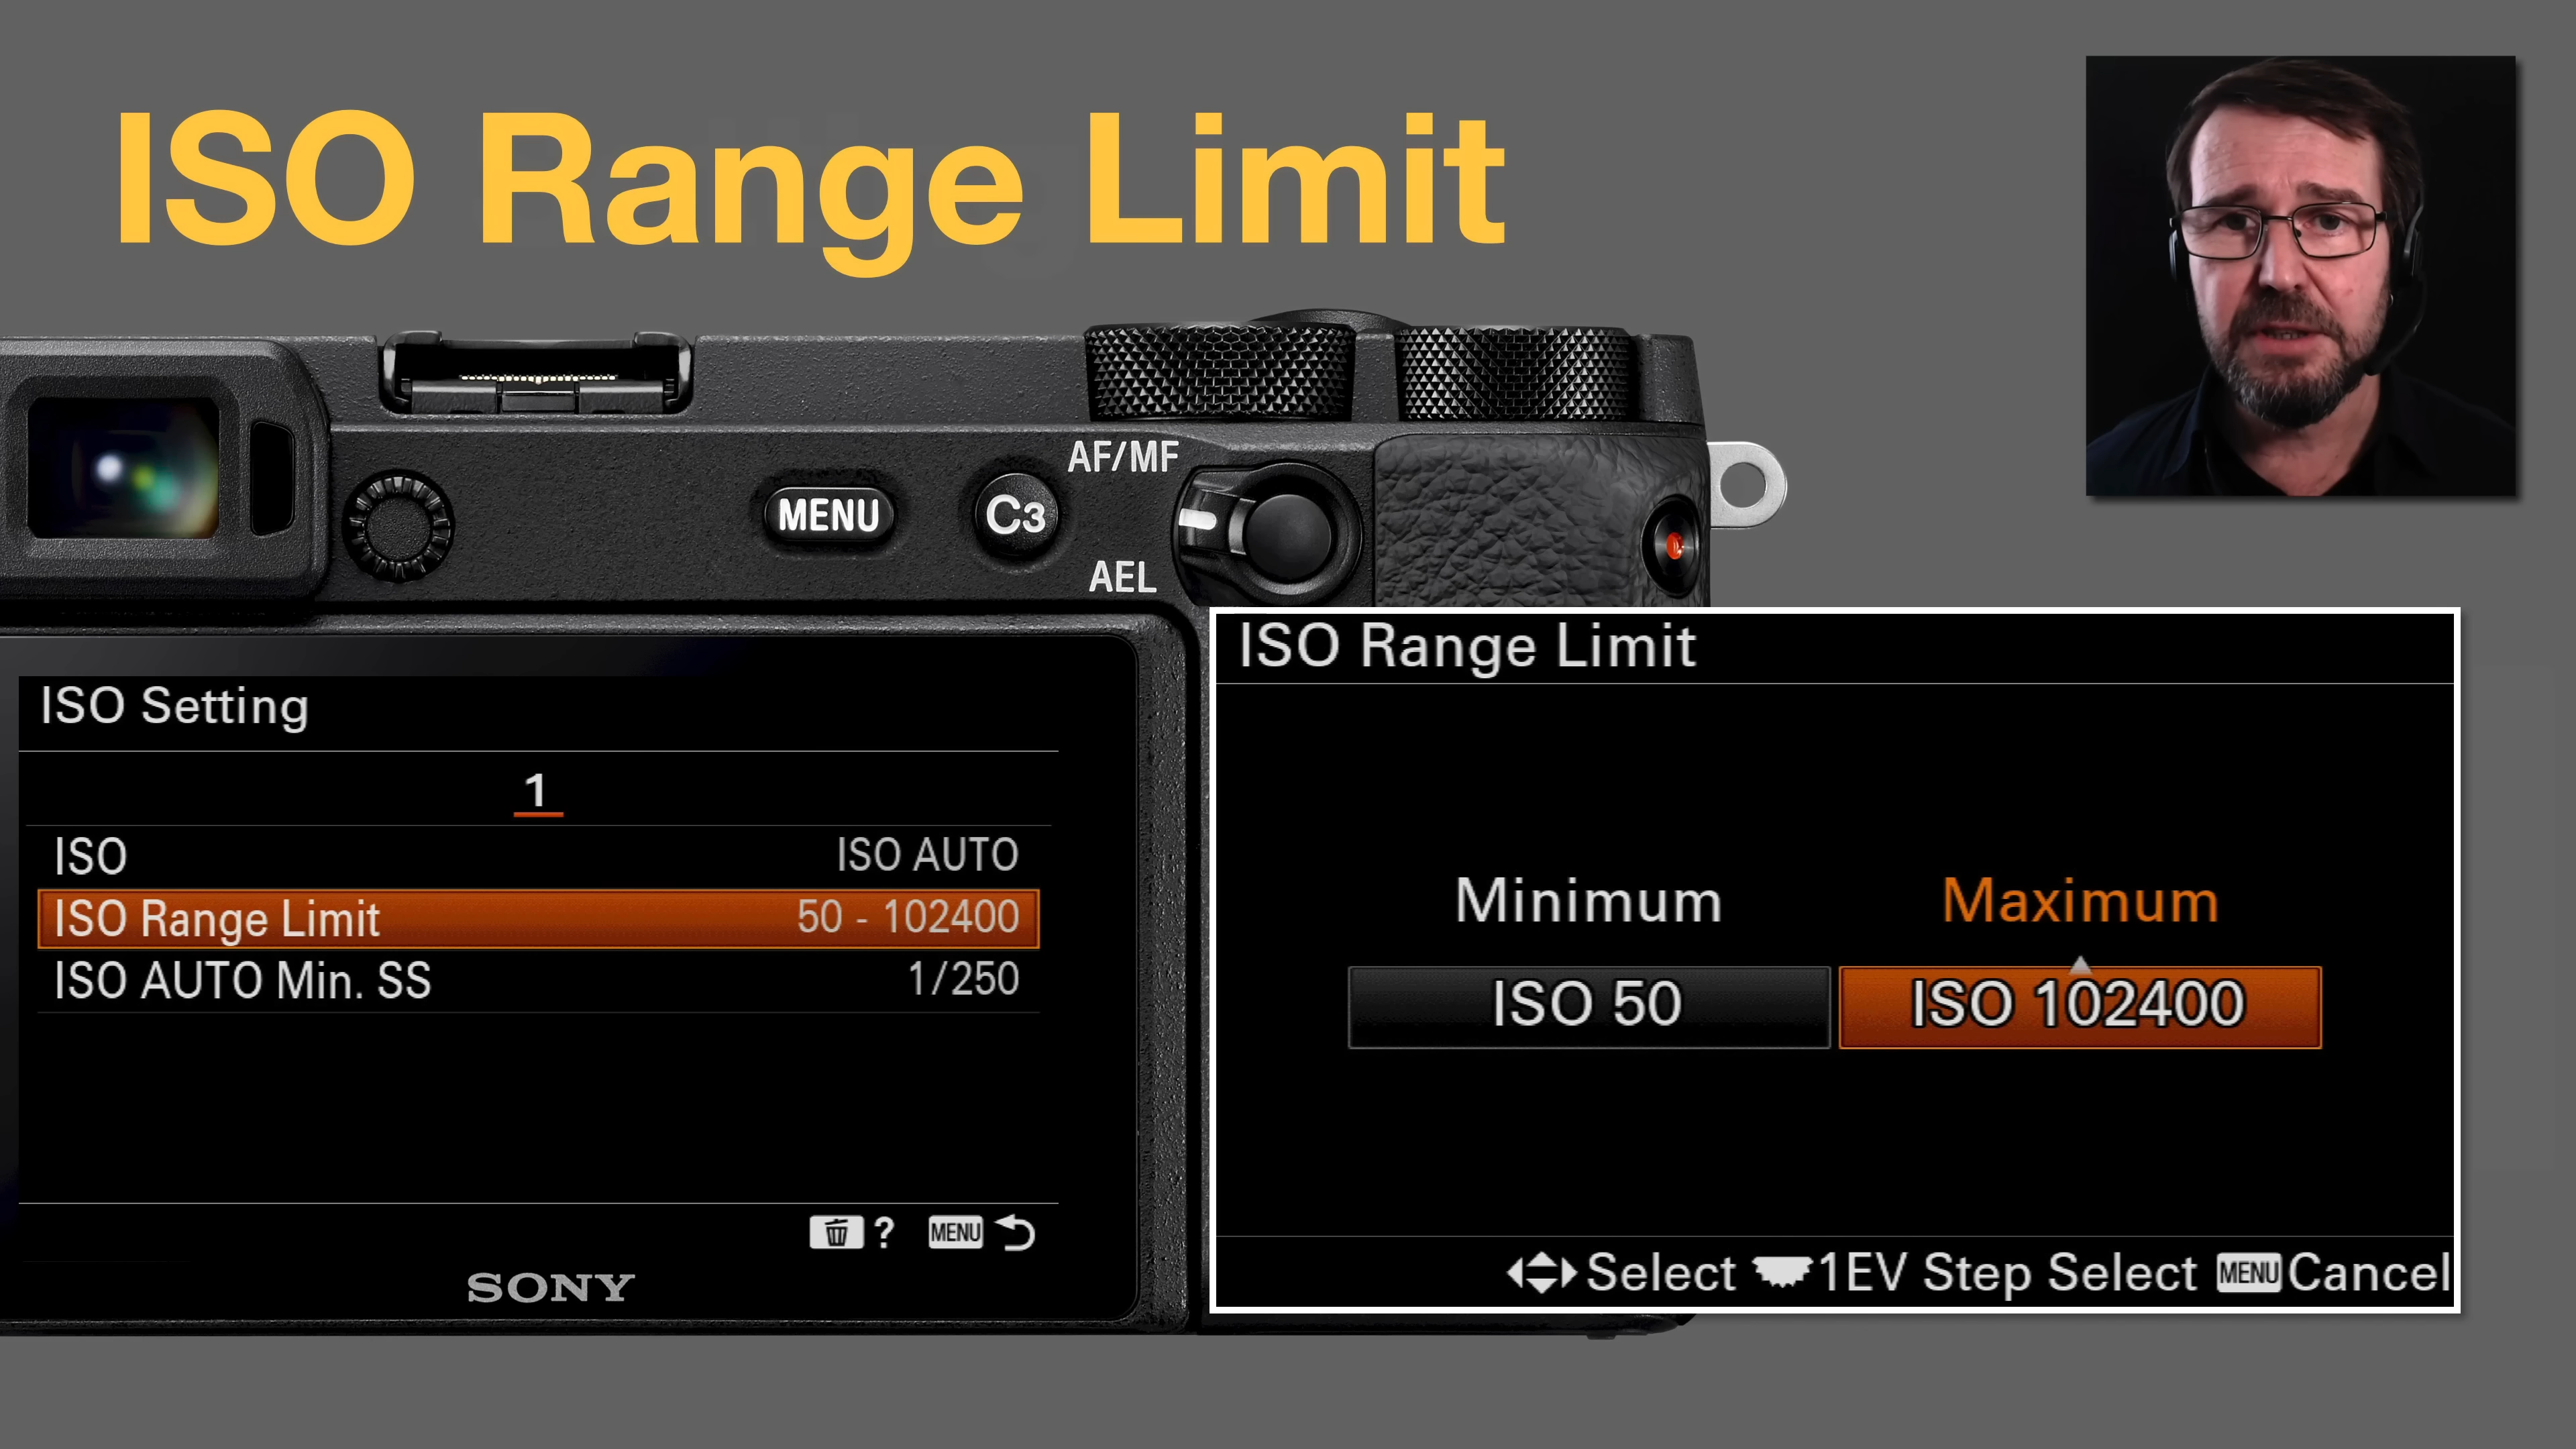 ISO Range Limit
AF/MF
MENU
C3
AEL
ISO Setting
1
ISO ISO AUTO
ISO Range Limit 50 - 102400
ISO AUTO Min. SS 1/250
? MENU
SONY
ISO Range Limit
Minimum Maximum
ISO 50 ISO 102400
Select 1EV Step Select MENU Cancel